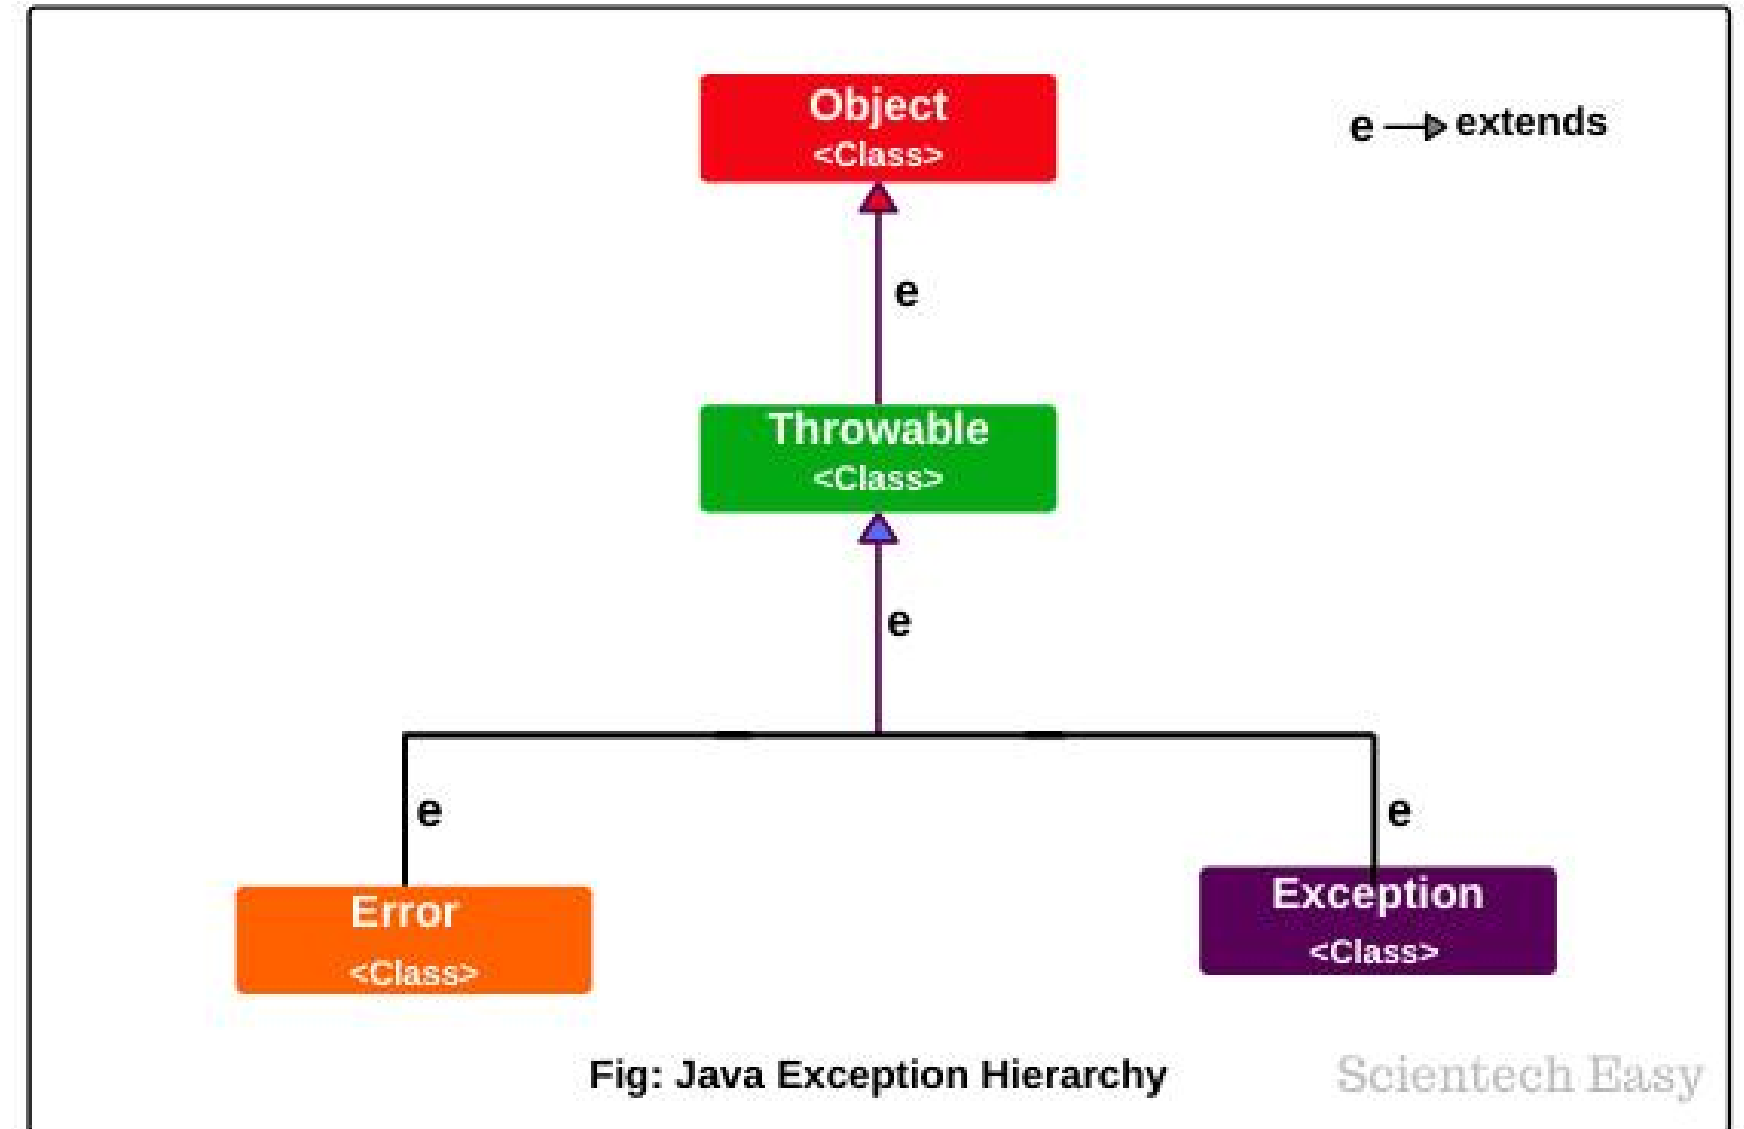 Object
<Class>
e extends
e
Throwable
<Class>
e
e
e
Error
<Class>
Exception
<Class>
Fig: Java Exception Hierarchy
Scientech Easy